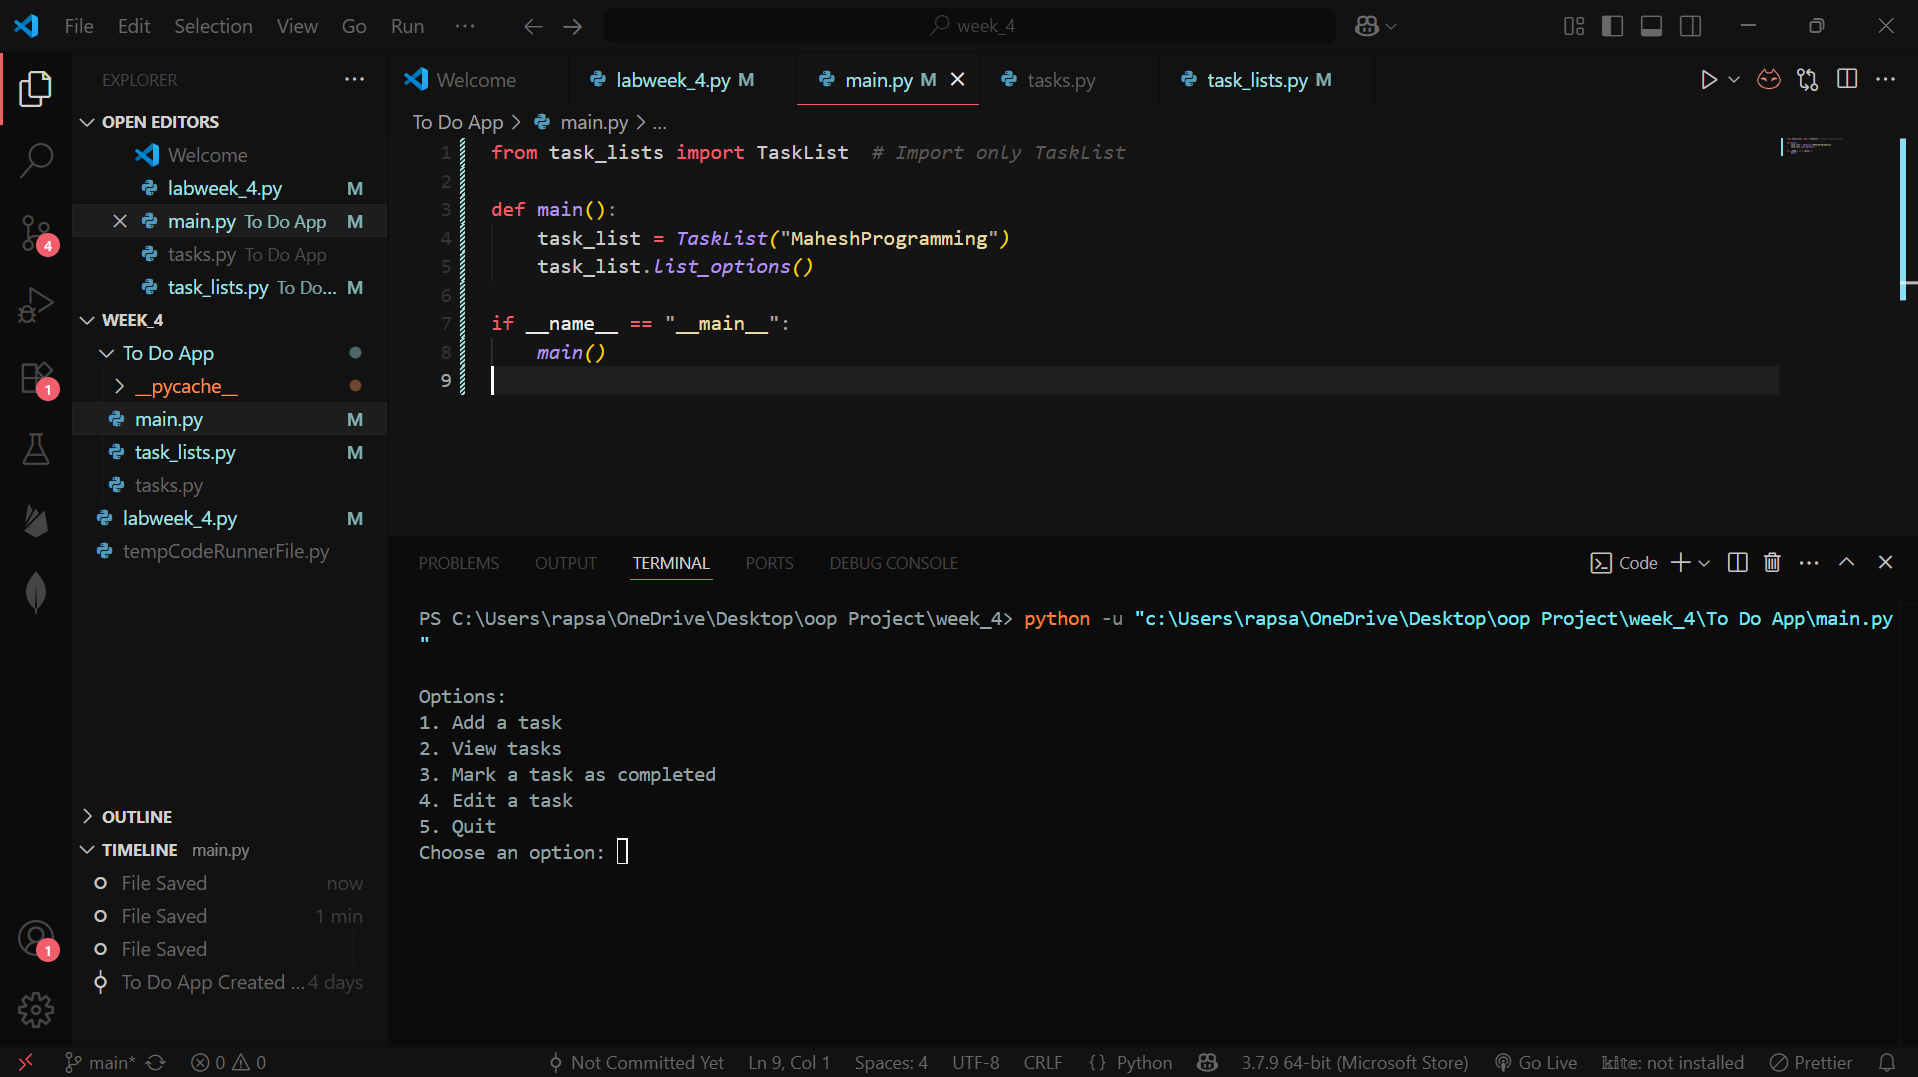 File Edit Selection View Go Run ··· week_4
EXPLORER ···
OPEN EDITORS
Welcome
labweek_4.py M
main.py To Do App M
tasks.py To Do App
task_lists.py To Do... M
WEEK_4
To Do App
__pycache__
main.py M
task_lists.py M
tasks.py
labweek_4.py M
tempCodeRunnerFile.py
OUTLINE
TIMELINE main.py
File Saved now
File Saved 1 min
File Saved
To Do App Created ... 4 days
4
1
1
Welcome labweek_4.py M main.py M tasks.py task_lists.py M
To Do App > main.py > ...
1 from task_lists import TaskList # Import only TaskList
2
3 def main():
4 task_list = TaskList("MaheshProgramming")
5 task_list.list_options()
6
7 if __name__ == "__main__":
8 main()
9
PROBLEMS OUTPUT TERMINAL PORTS DEBUG CONSOLE Code
PS C:\Users\rapsa\OneDrive\Desktop\oop Project\week_4> python -u "c:\Users\rapsa\OneDrive\Desktop\oop Project\week_4\To Do App\main.py
"
Options:
1. Add a task
2. View tasks
3. Mark a task as completed
4. Edit a task
5. Quit
Choose an option:
main* 0 0 Not Committed Yet Ln 9, Col 1 Spaces: 4 UTF-8 CRLF {} Python 3.7.9 64-bit (Microsoft Store) Go Live kite: not installed Prettier